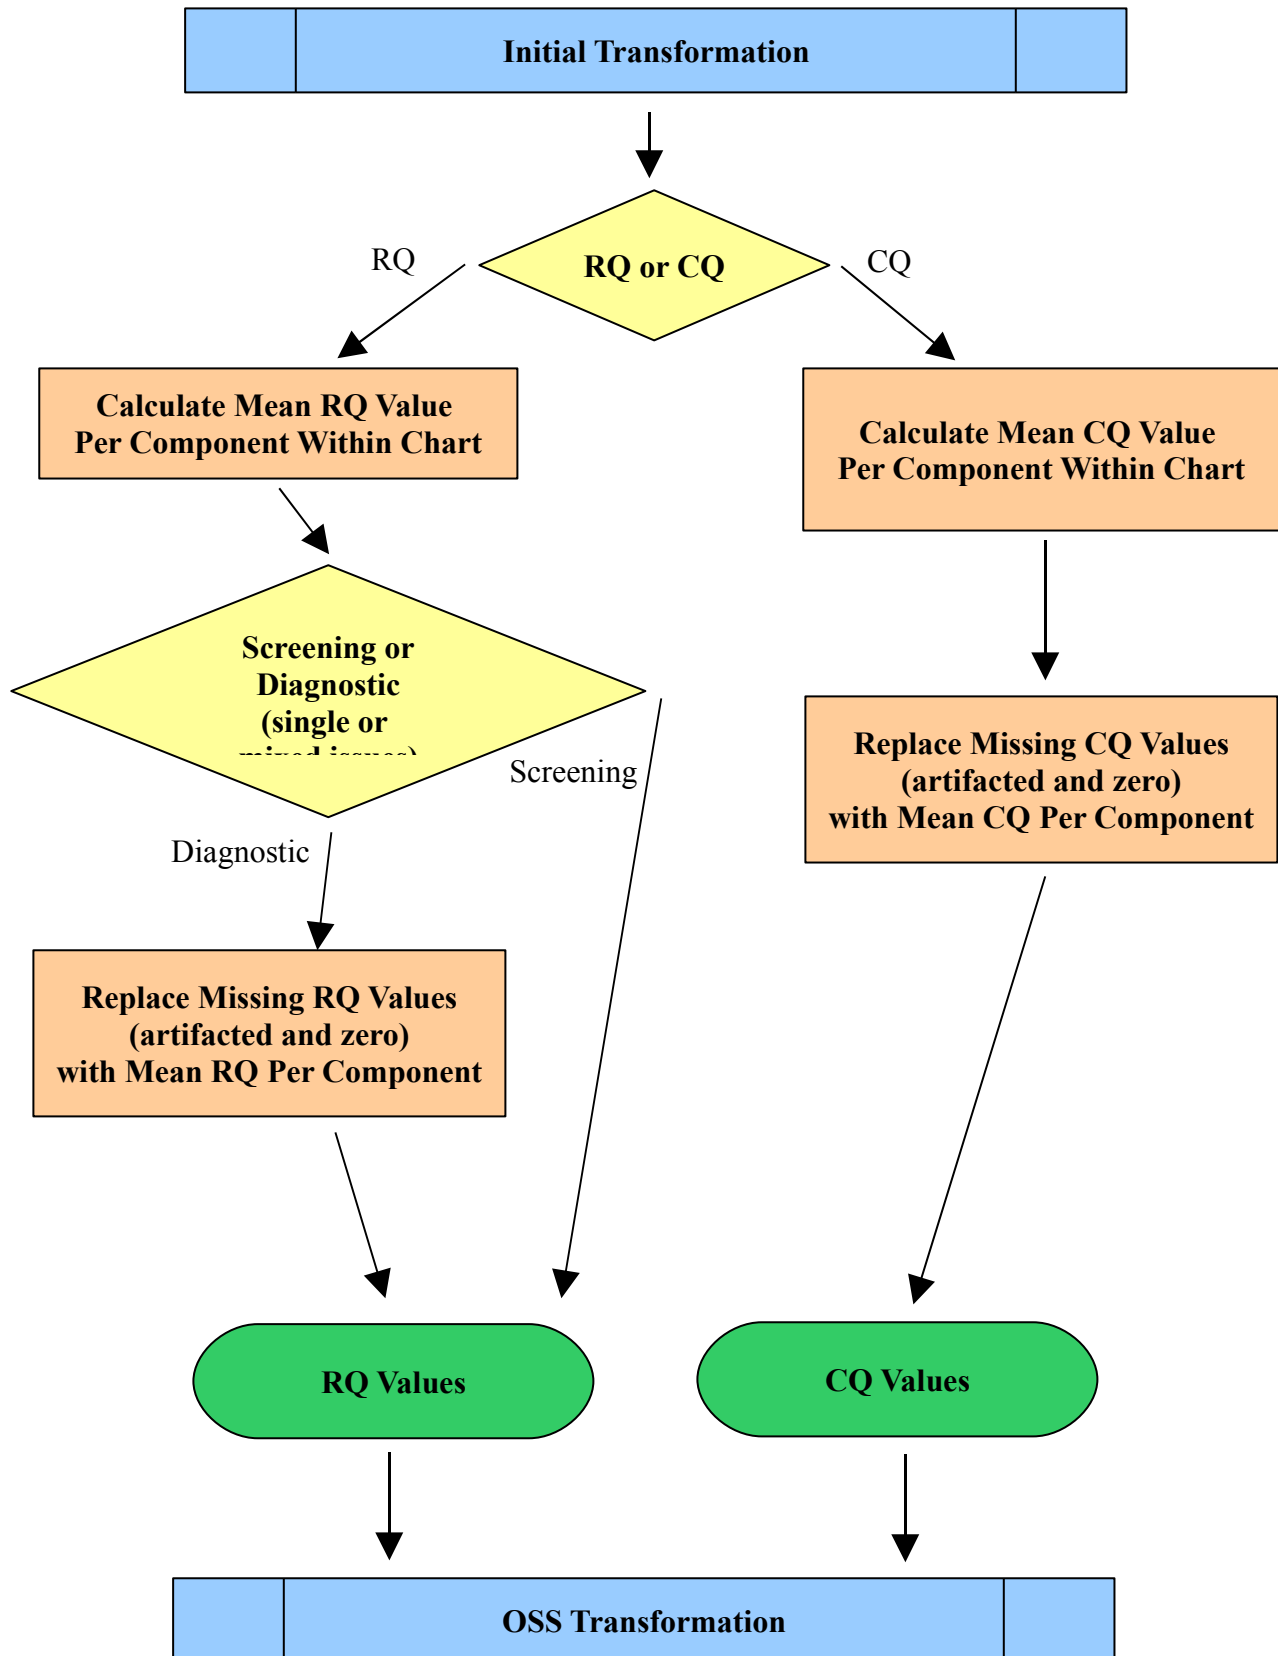 Initial Transformation
RQ or CQ
RQ
CQ
Calculate Mean RQ Value
Per Component Within Chart
Calculate Mean CQ Value
Per Component Within Chart
Screening or
Diagnostic
(single or
mixed issues)
Screening
Diagnostic
Replace Missing CQ Values
(artifacted and zero)
with Mean CQ Per Component
Replace Missing RQ Values
(artifacted and zero)
with Mean RQ Per Component
RQ Values
CQ Values
OSS Transformation